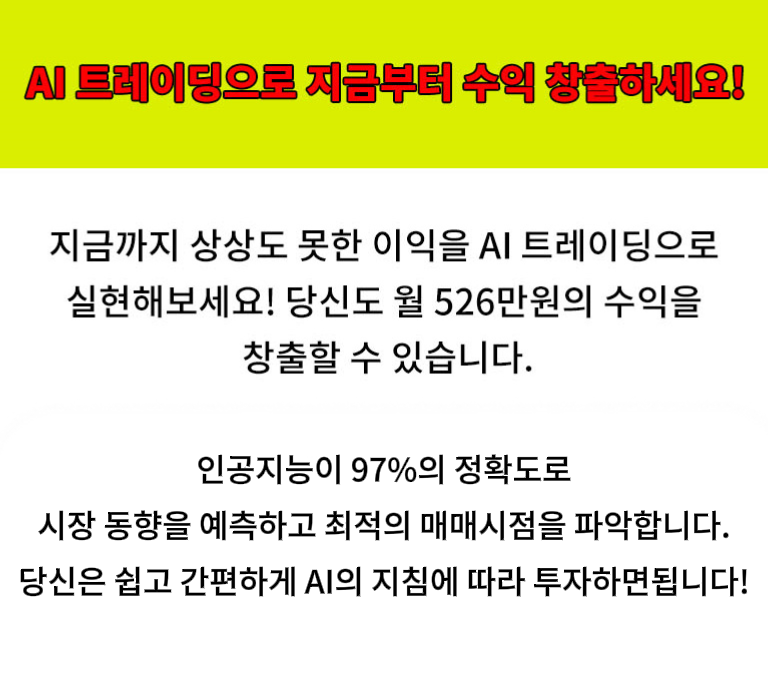 AI 트레이딩으로 지금부터 수익 창출하세요!
지금까지 상상도 못한 이익을 AI 트레이딩으로
실현해보세요! 당신도 월 526만원의 수익을
창출할 수 있습니다.
인공지능이 97%의 정확도로
시장 동향을 예측하고 최적의 매매시점을 파악합니다.
당신은 쉽고 간편하게 AI의 지침에 따라 투자하면됩니다!